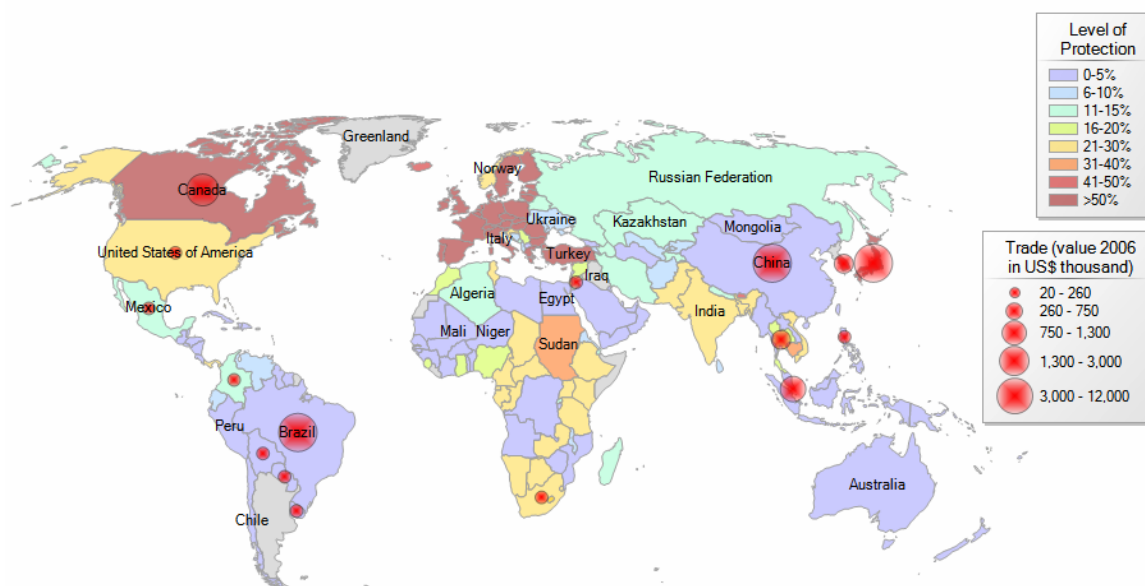 Level of
Protection
0-5%
6-10%
11-15%
16-20%
21-30%
31-40%
41-50%
>50%
Trade (value 2006
in US$ thousand)
20 - 260
260 - 750
750 - 1,300
1,300 - 3,000
3,000 - 12,000
Greenland
Norway
Canada
Russian Federation
Ukraine
Kazakhstan
Mongolia
Italy
United States of America
Turkey
China
Iraq
Algeria
Egypt
Mexico
India
Mali
Niger
Sudan
Peru
Brazil
Australia
Chile